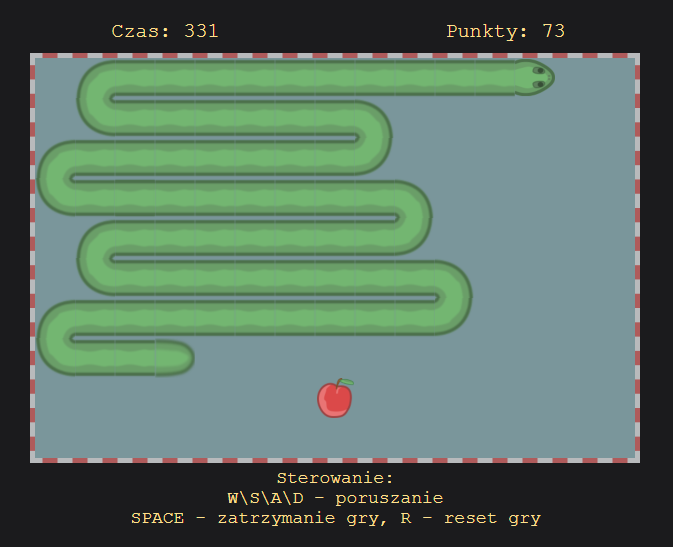 Czas: 331 Punkty: 73
Sterowanie:
W\S\A\D - poruszanie
SPACE - zatrzymanie gry, R - reset gry